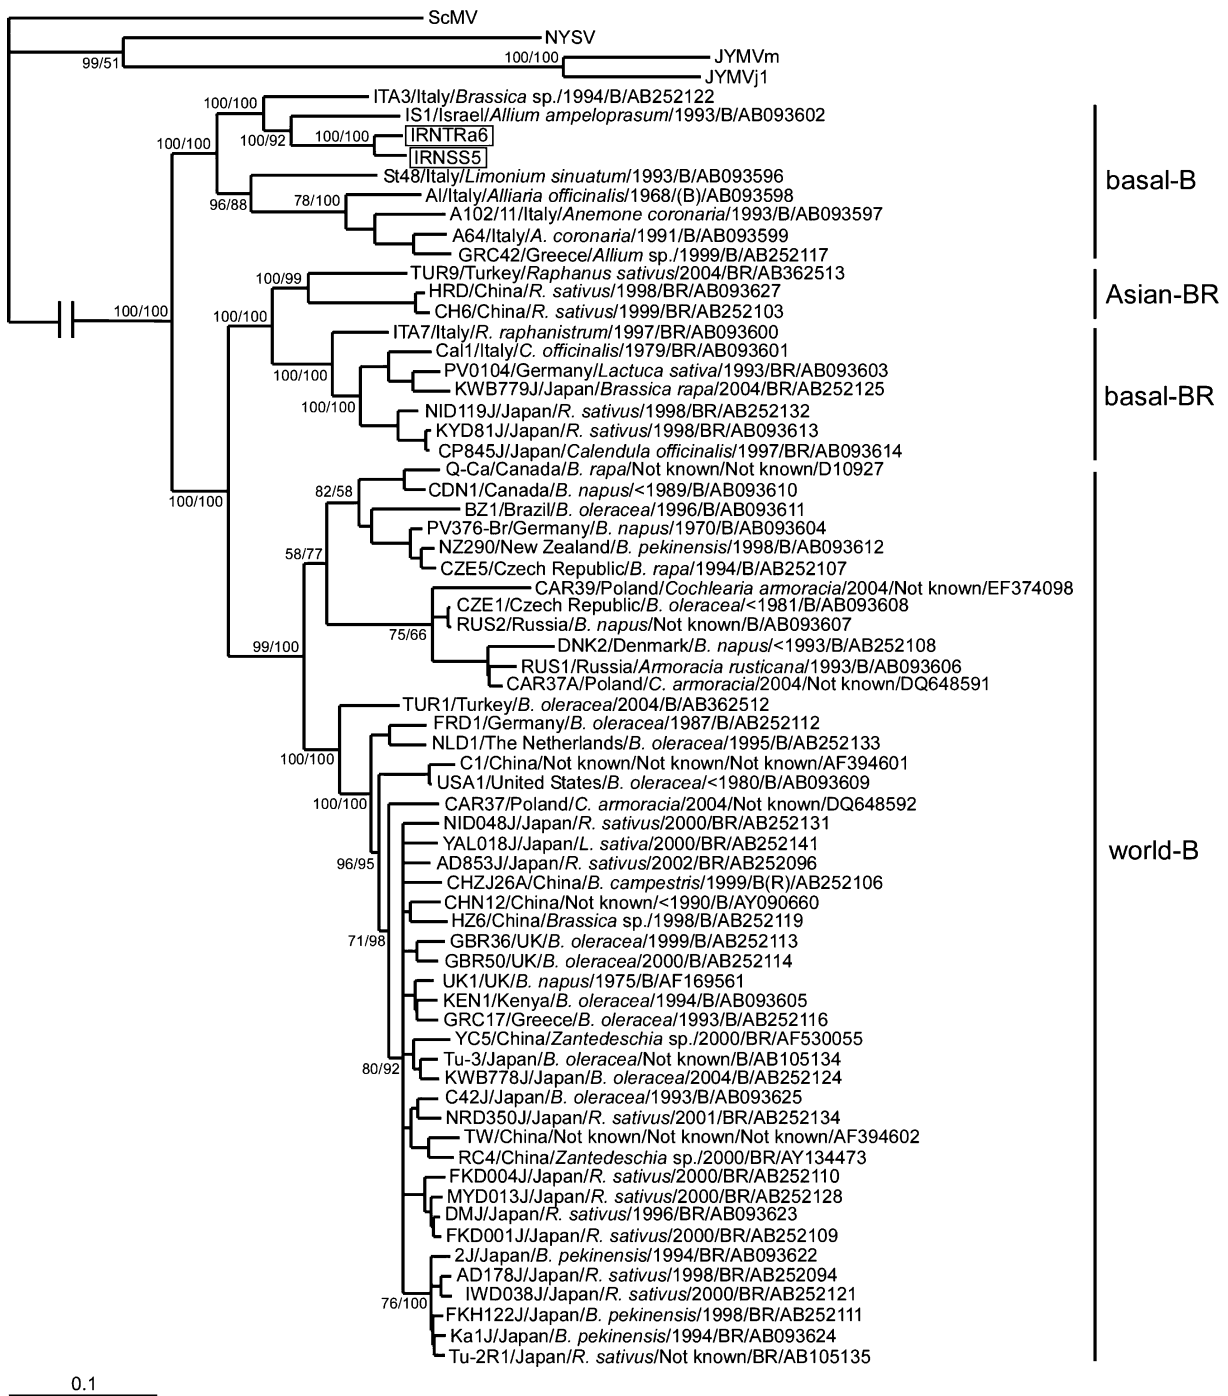 ScMV
NYSV
99/51
100/100
JYMVm
JYMVj1
ITA3/Italy/Brassica sp./1994/B/AB252122
100/100
IS1/Israel/Allium ampeloprasum/1993/B/AB093602
100/92
100/100
IRNTRa6
100/100
IRNSS5
St48/Italy/Limonium sinuatum/1993/B/AB093596
basal-B
96/88
78/100
Al/Italy/Alliaria officinalis/1968/(B)/AB093598
A102/11/Italy/Anemone coronaria/1993/B/AB093597
A64/Italy/A. coronaria/1991/B/AB093599
GRC42/Greece/Allium sp./1999/B/AB252117
TUR9/Turkey/Raphanus sativus/2004/BR/AB362513
100/99
HRD/China/R. sativus/1998/BR/AB093627
Asian-BR
100/100
CH6/China/R. sativus/1999/BR/AB252103
100/100
ITA7/Italy/R. raphanistrum/1997/BR/AB093600
Cal1/Italy/C. officinalis/1979/BR/AB093601
100/100
PV0104/Germany/Lactuca sativa/1993/BR/AB093603
KWB779J/Japan/Brassica rapa/2004/BR/AB252125
basal-BR
100/100
NID119J/Japan/R. sativus/1998/BR/AB252132
KYD81J/Japan/R. sativus/1998/BR/AB093613
CP845J/Japan/Calendula officinalis/1997/BR/AB093614
Q-Ca/Canada/B. rapa/Not known/Not known/D10927
100/100
82/58
CDN1/Canada/B. napus/<1989/B/AB093610
BZ1/Brazil/B. oleracea/1996/B/AB093611
PV376-Br/Germany/B. napus/1970/B/AB093604
58/77
NZ290/New Zealand/B. pekinensis/1998/B/AB093612
CZE5/Czech Republic/B. rapa/1994/B/AB252107
CAR39/Poland/Cochlearia armoracia/2004/Not known/EF374098
CZE1/Czech Republic/B. oleracea/<1981/B/AB093608
75/66
RUS2/Russia/B. napus/Not known/B/AB093607
99/100
DNK2/Denmark/B. napus/<1993/B/AB252108
RUS1/Russia/Armoracia rusticana/1993/B/AB093606
CAR37A/Poland/C. armoracia/2004/Not known/DQ648591
TUR1/Turkey/B. oleracea/2004/B/AB362512
FRD1/Germany/B. oleracea/1987/B/AB252112
NLD1/The Netherlands/B. oleracea/1995/B/AB252133
100/100
C1/China/Not known/Not known/Not known/AF394601
USA1/United States/B. oleracea/<1980/B/AB093609
100/100
CAR37/Poland/C. armoracia/2004/Not known/DQ648592
NID048J/Japan/R. sativus/2000/BR/AB252131
YAL018J/Japan/L. sativa/2000/BR/AB252141
world-B
96/95
AD853J/Japan/R. sativus/2002/BR/AB252096
CHZJ26A/China/B. campestris/1999/B(R)/AB252106
CHN12/China/Not known/<1990/B/AY090660
HZ6/China/Brassica sp./1998/B/AB252119
71/98
GBR36/UK/B. oleracea/1999/B/AB252113
GBR50/UK/B. oleracea/2000/B/AB252114
UK1/UK/B. napus/1975/B/AF169561
KEN1/Kenya/B. oleracea/1994/B/AB093605
GRC17/Greece/B. oleracea/1993/B/AB252116
YC5/China/Zantedeschia sp./2000/BR/AF530055
Tu-3/Japan/B. oleracea/Not known/B/AB105134
80/92
KWB778J/Japan/B. oleracea/2004/B/AB252124
C42J/Japan/B. oleracea/1993/B/AB093625
NRD350J/Japan/R. sativus/2001/BR/AB252134
TW/China/Not known/Not known/Not known/AF394602
RC4/China/Zantedeschia sp./2000/BR/AY134473
FKD004J/Japan/R. sativus/2000/BR/AB252110
MYD013J/Japan/R. sativus/2000/BR/AB252128
DMJ/Japan/R. sativus/1996/BR/AB093623
FKD001J/Japan/R. sativus/2000/BR/AB252109
2J/Japan/B. pekinensis/1994/BR/AB093622
AD178J/Japan/R. sativus/1998/BR/AB252094
IWD038J/Japan/R. sativus/2000/BR/AB252121
76/100
FKH122J/Japan/B. pekinensis/1998/BR/AB252111
Ka1J/Japan/B. pekinensis/1994/BR/AB093624
Tu-2R1/Japan/R. sativus/Not known/BR/AB105135
0.1